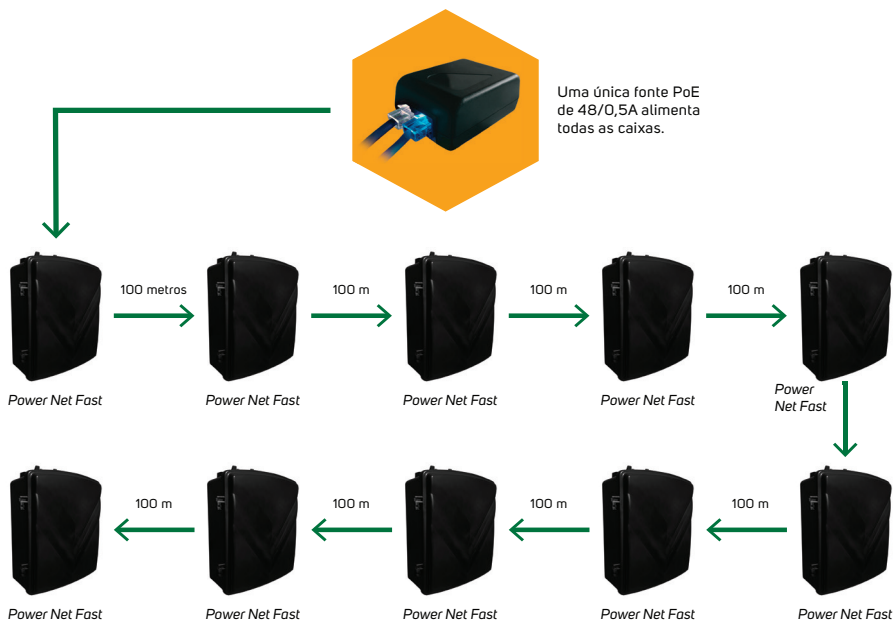 Uma única fonte PoE
de 48/0,5A alimenta
todas as caixas.
100 metros
100 m
100 m
100 m
Power Net Fast
Power Net Fast
Power Net Fast
Power Net Fast
Power
Net Fast
100 m
100 m
100 m
100 m
Power Net Fast
Power Net Fast
Power Net Fast
Power Net Fast
Power Net Fast